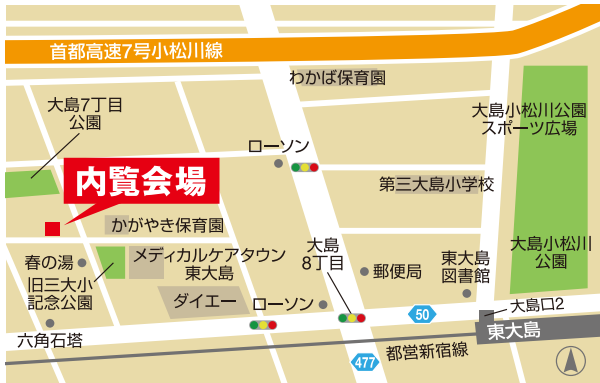 首都高速7号小松川線
わかば保育園
大島7丁目
公園
大島小松川公園
スポーツ広場
ローソン
内覧会場
第三大島小学校
かがやき保育園
春の湯
メディカルケアタウン
東大島
大島
8丁目
郵便局
東大島
図書館
大島小松川
公園
旧三大小
記念公園
ダイエー
ローソン
50
大島口2
六角石塔
東大島
都営新宿線
477